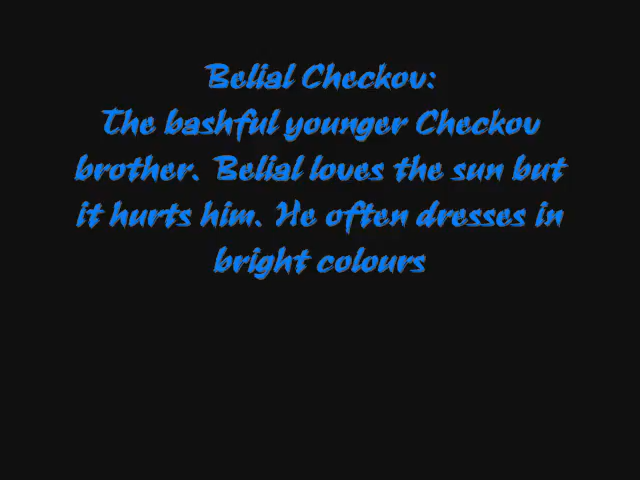 Belial Checkov:
The bashful younger Checkov
brother. Belial loves the sun but
it hurts him. He often dresses in
bright colours